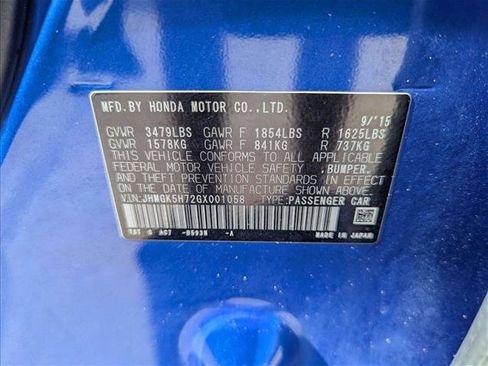 MFD. BY HONDA MOTOR CO., LTD. 9/'15
GVWR 3479LBS GAWR F 1854LBS R 1625LBS
GVWR 1578KG GAWR F 841KG R 737KG
THIS VEHICLE CONFORMS TO ALL APPLICABLE
FEDERAL MOTOR VEHICLE SAFETY, BUMPER,
AND THEFT PREVENTION STANDARDS IN EFFECT
ON THE DATE OF MANUFACTURE SHOWN ABOVE.
VIN:JHMGK5H72GX001058 TYPE:PASSENGER CAR
-B593M -A MADE IN JAPAN